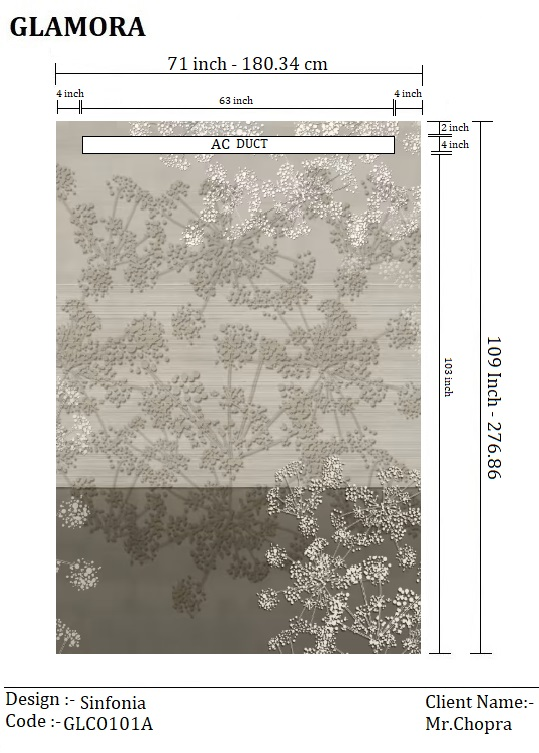 GLAMORA
71 inch - 180.34 cm
4 inch
63 inch
4 inch
2 inch
AC DUCT
4 inch
103 inch
109 Inch - 276.86
Design :- Sinfonia
Code :- GLCO101A
Client Name:-
Mr.Chopra